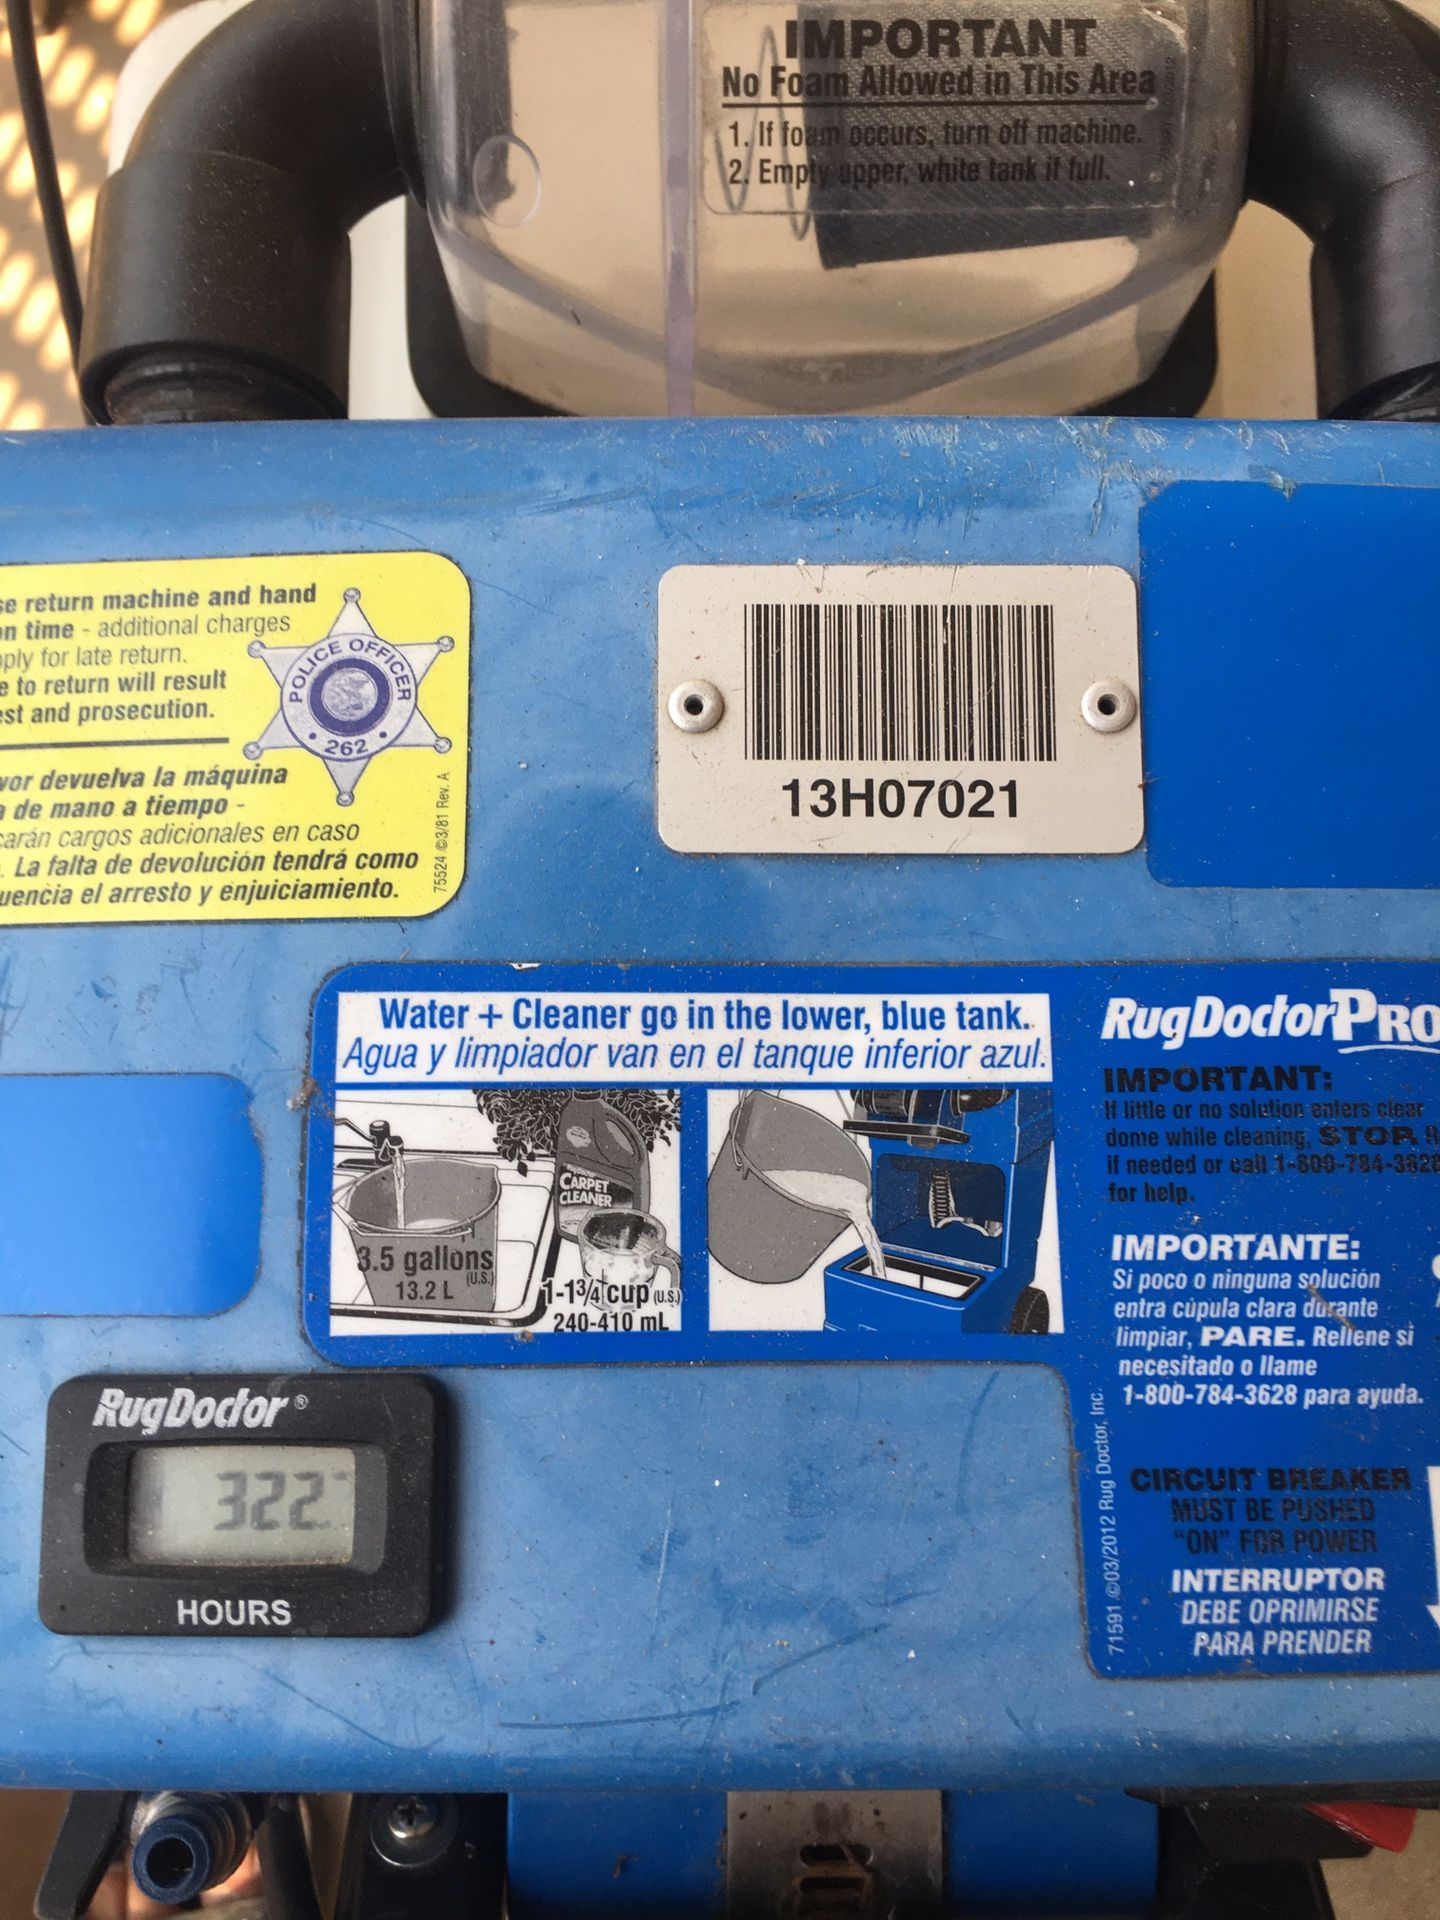 IMPORTANT
No Foam Allowed in This Area
1. If foam occurs, turn off machine.
2. Empty upper, white tank if full.
se return machine and hand
on time - additional charges
pply for late return.
e to return will result
est and prosecution.
POLICE OFFICER
• 262 •
vor devuelva la máquina
a de mano a tiempo -
carán cargos adicionales en caso
. La falta de devolución tendrá como
uencia el arresto y enjuiciamiento.
75524 ©3/81 Rev. A
13H07021
Water + Cleaner go in the lower, blue tank.
Agua y limpiador van en el tanque inferior azul.
RugDoctor
CARPET
CLEANER
3.5 gallons
(U.S.)
13.2 L
1-1¾ cup (U.S.)
240-410 mL
RugDoctor PRO
IMPORTANT:
If little or no solution enters clear
dome while cleaning, STOP. R
if needed or call 1-800-784-3628
for help.
IMPORTANTE:
Si poco o ninguna solución
entra cúpula clara durante
limpiar, PARE. Rellene si
necesitado o llame
1-800-784-3628 para ayuda.
CIRCUIT BREAKER
MUST BE PUSHED
"ON" FOR POWER
INTERRUPTOR
DEBE OPRIMIRSE
PARA PRENDER
71591 ©03/2012 Rug Doctor, Inc.
RugDoctor®
322
HOURS